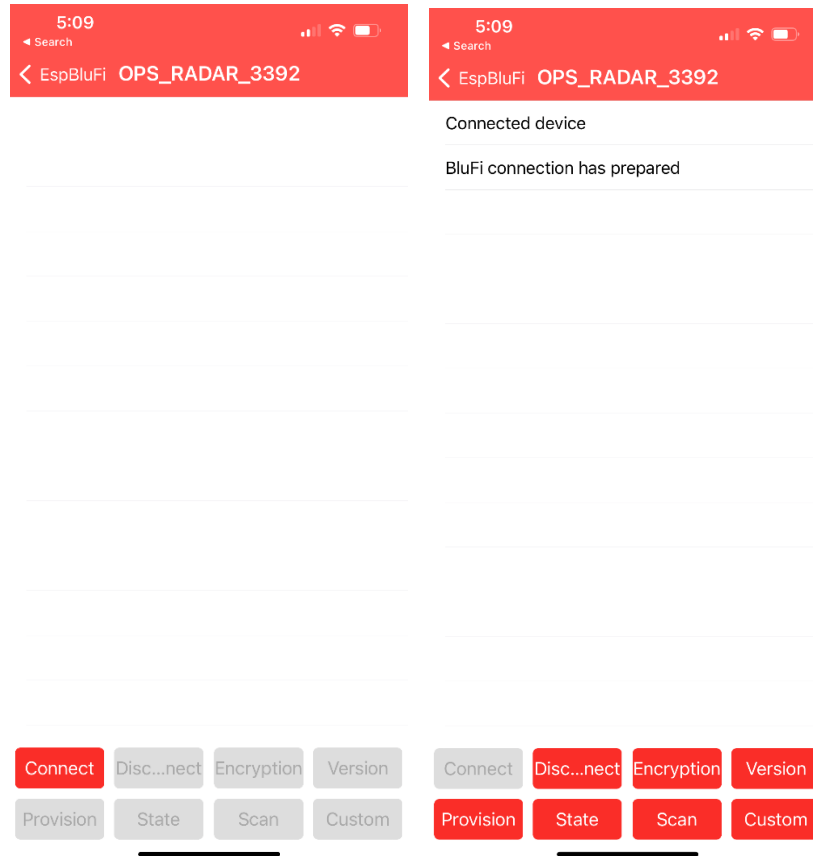 5:09
◄ Search
EspBluFi OPS_RADAR_3392
Connect Disc...nect Encryption Version
Provision State Scan Custom
5:09
◄ Search
EspBluFi OPS_RADAR_3392
Connected device
BluFi connection has prepared
Connect Disc...nect Encryption Version
Provision State Scan Custom